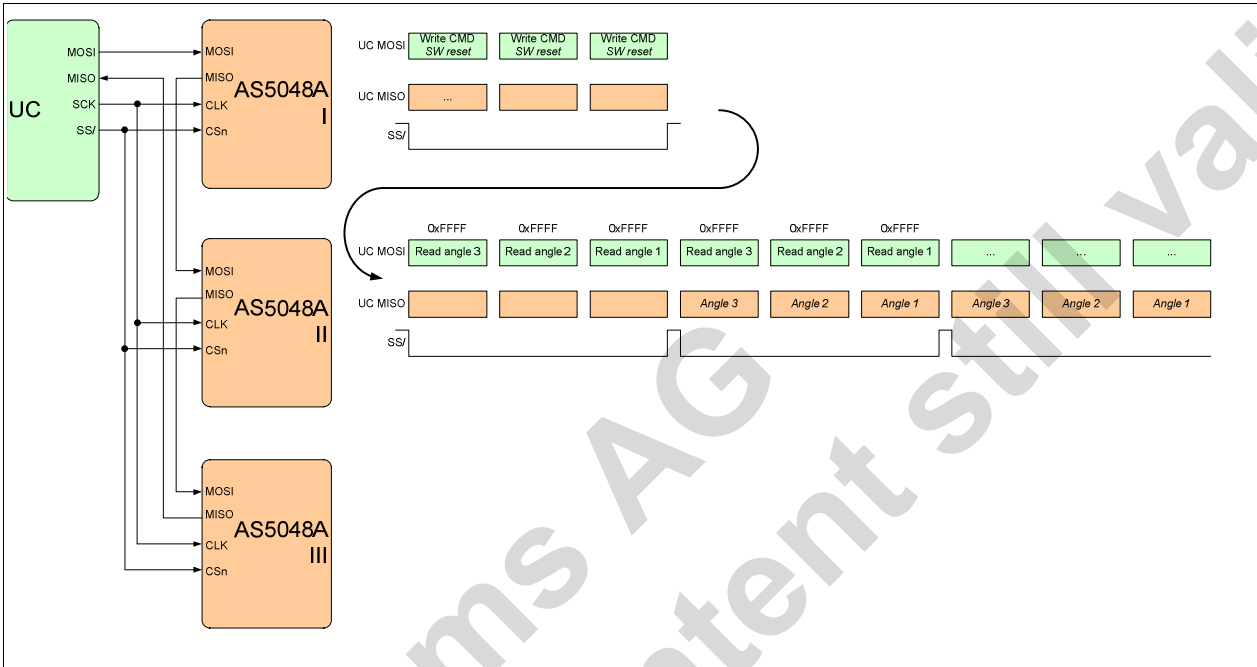 UC
MOSI
MISO
SCK
SS/
MOSI
MISO
CLK
CSn
AS5048A
I
MOSI
MISO
CLK
CSn
AS5048A
II
MOSI
MISO
CLK
CSn
AS5048A
III
UC MOSI
Write CMD
SW reset
Write CMD
SW reset
Write CMD
SW reset
UC MISO
...
SS/
0xFFFF 0xFFFF 0xFFFF 0xFFFF 0xFFFF 0xFFFF
UC MOSI Read angle 3 Read angle 2 Read angle 1 Read angle 3 Read angle 2 Read angle 1 ... ... ...
UC MISO Angle 3 Angle 2 Angle 1 Angle 3 Angle 2 Angle 1
SS/
ms AG
tent still vali